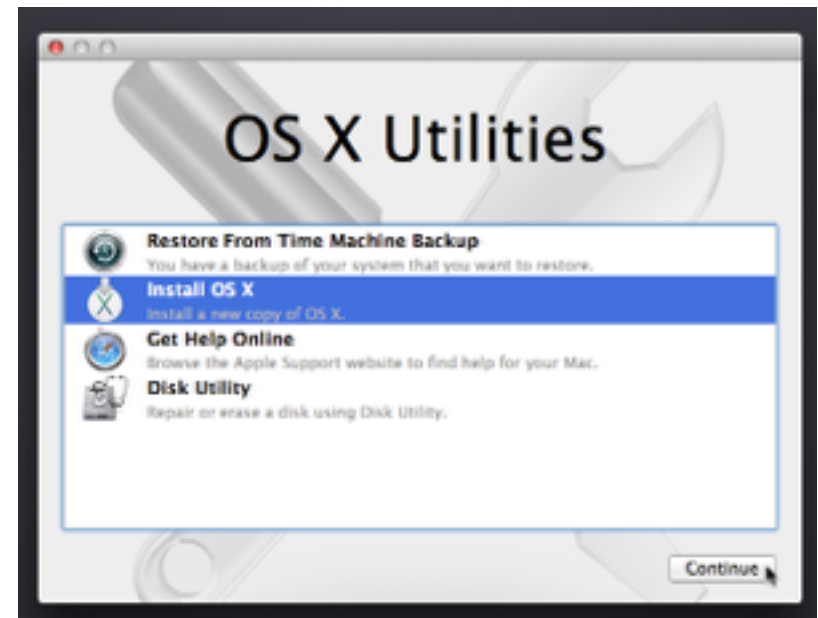 OS X Utilities
Restore From Time Machine Backup
You have a backup of your system that you want to restore.
Install OS X
Install a new copy of OS X.
Get Help Online
Browse the Apple Support website to find help for your Mac.
Disk Utility
Repair or erase a disk using Disk Utility.
Continue